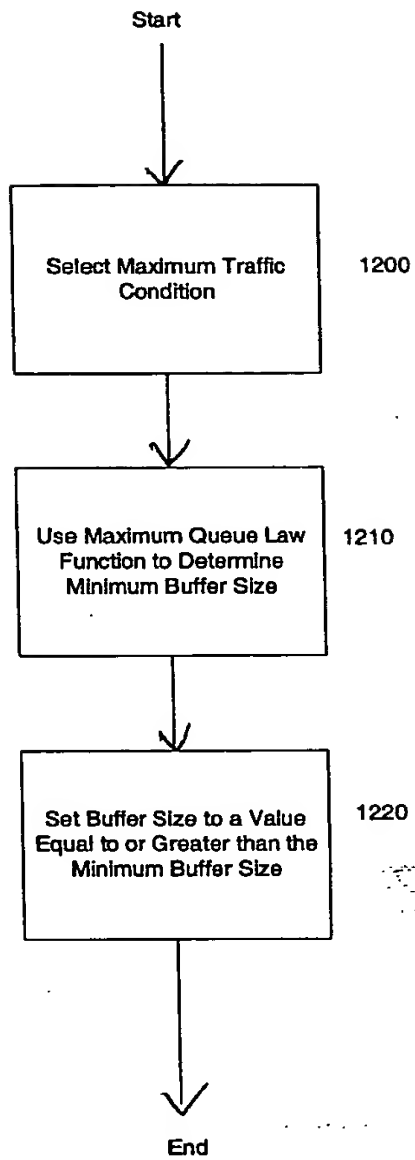 Start
Select Maximum Traffic
Condition
1200
Use Maximum Queue Law
Function to Determine
Minimum Buffer Size
1210
Set Buffer Size to a Value
Equal to or Greater than the
Minimum Buffer Size
1220
End